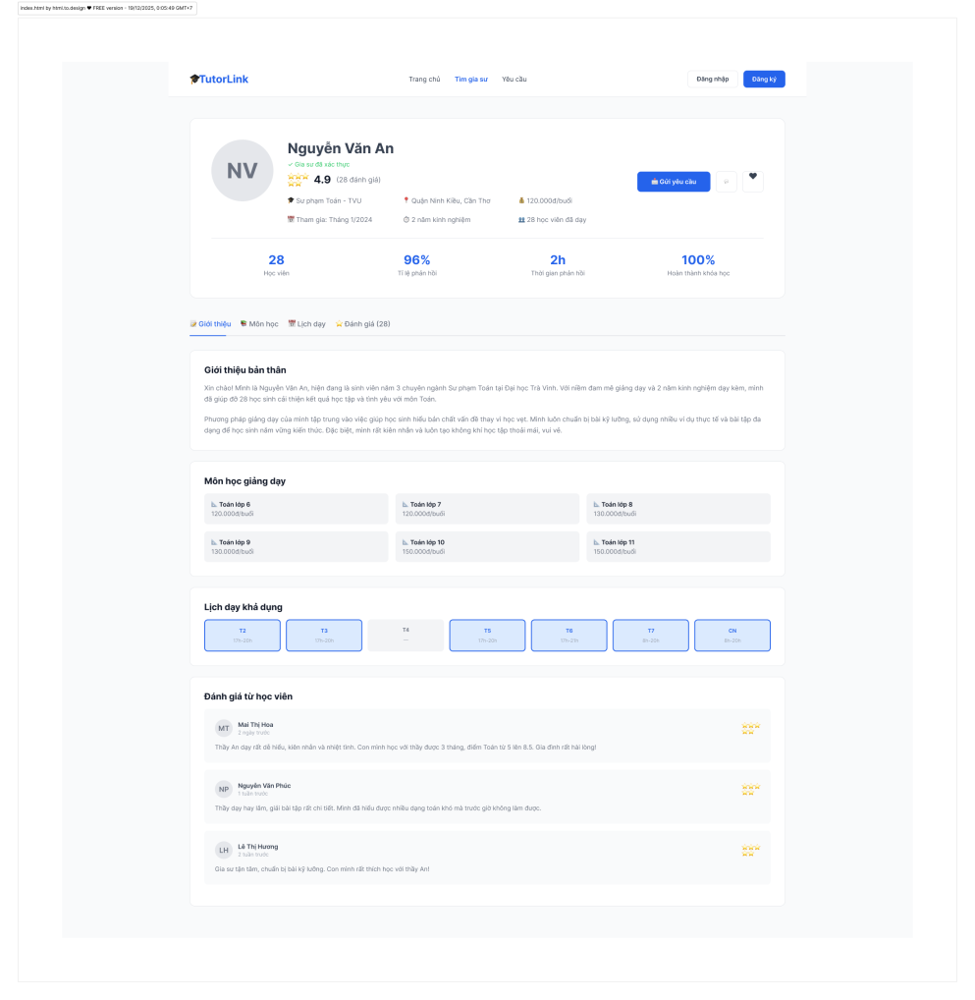 index.html by html.to.design ❤ FREE version - 19/12/2025, 0:05:49 GMT+7
🎓TutorLink
Trang chủ Tìm gia sư Yêu cầu
Đăng nhập Đăng ký
NV
Nguyễn Văn An
✓ Gia sư đã xác thực
⭐⭐⭐⭐⭐ 4.9 (28 đánh giá)
📩 Gửi yêu cầu
🎓 Sư phạm Toán - TVU 📍 Quận Ninh Kiều, Cần Thơ 💰 120.000đ/buổi
📅 Tham gia: Tháng 1/2024 ⏱ 2 năm kinh nghiệm 👥 28 học viên đã dạy
28 96% 2h 100%
Học viên Tỉ lệ phản hồi Thời gian phản hồi Hoàn thành khóa học
📝 Giới thiệu 📚 Môn học 📅 Lịch dạy ⭐ Đánh giá (28)
Giới thiệu bản thân
Xin chào! Mình là Nguyễn Văn An, hiện đang là sinh viên năm 3 chuyên ngành Sư phạm Toán tại Đại học Trà Vinh. Với niềm đam mê giảng dạy và 2 năm kinh nghiệm dạy kèm, mình
đã giúp đỡ 28 học sinh cải thiện kết quả học tập và tình yêu với môn Toán.
Phương pháp giảng dạy của mình tập trung vào việc giúp học sinh hiểu bản chất vấn đề thay vì học vẹt. Mình luôn chuẩn bị bài kỹ lưỡng, sử dụng nhiều ví dụ thực tế và bài tập đa
dạng để học sinh nắm vững kiến thức. Đặc biệt, mình rất kiên nhẫn và luôn tạo không khí học tập thoải mái, vui vẻ.
Môn học giảng dạy
📐 Toán lớp 6 📐 Toán lớp 7 📐 Toán lớp 8
120.000đ/buổi 120.000đ/buổi 130.000đ/buổi
📐 Toán lớp 9 📐 Toán lớp 10 📐 Toán lớp 11
130.000đ/buổi 150.000đ/buổi 150.000đ/buổi
Lịch dạy khả dụng
T2 T3 T4 T5 T6 T7 CN
17h-20h 17h-20h — 17h-20h 17h-21h 8h-20h 8h-20h
Đánh giá từ học viên
MT Mai Thị Hoa ⭐⭐⭐⭐⭐
2 ngày trước
Thầy An dạy rất dễ hiểu, kiên nhẫn và nhiệt tình. Con mình học với thầy được 3 tháng, điểm Toán từ 5 lên 8.5. Gia đình rất hài lòng!
NP Nguyễn Văn Phúc ⭐⭐⭐⭐⭐
1 tuần trước
Thầy dạy hay lắm, giải bài tập rất chi tiết. Mình đã hiểu được nhiều dạng toán khó mà trước giờ không làm được.
LH Lê Thị Hương ⭐⭐⭐⭐⭐
2 tuần trước
Gia sư tận tâm, chuẩn bị bài kỹ lưỡng. Con mình rất thích học với thầy An!